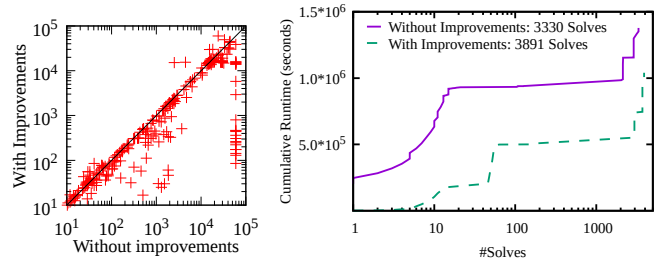 With Improvements
10^5
10^4
10^3
10^2
10^1
10^1 10^2 10^3 10^4 10^5
Without improvements
Cumulative Runtime (seconds)
1.5*10^6
1.0*10^6
5.0*10^5
Without Improvements: 3330 Solves
With Improvements: 3891 Solves
1 10 100 1000
#Solves